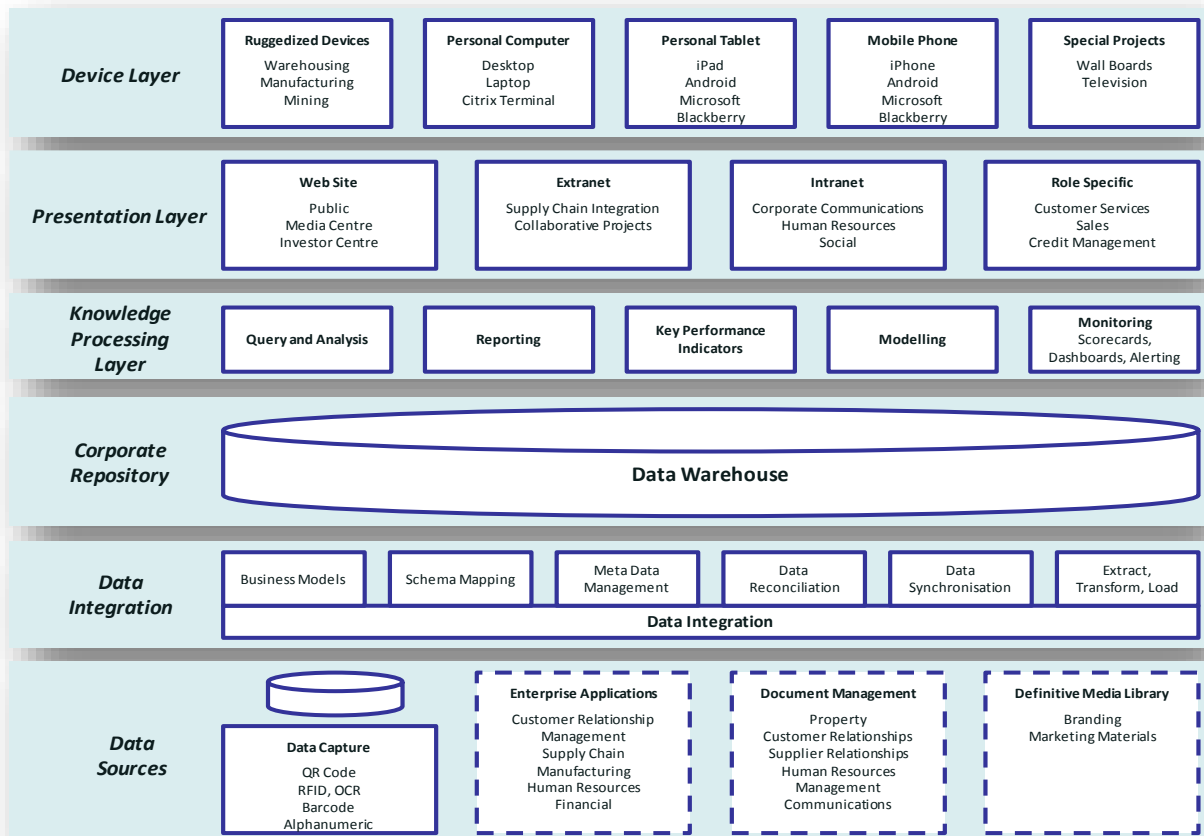 Device Layer
Ruggedized Devices
Warehousing
Manufacturing
Mining
Personal Computer
Desktop
Laptop
Citrix Terminal
Personal Tablet
iPad
Android
Microsoft
Blackberry
Mobile Phone
iPhone
Android
Microsoft
Blackberry
Special Projects
Wall Boards
Television
Presentation Layer
Web Site
Public
Media Centre
Investor Centre
Extranet
Supply Chain Integration
Collaborative Projects
Intranet
Corporate Communications
Human Resources
Social
Role Specific
Customer Services
Sales
Credit Management
Knowledge
Processing
Layer
Query and Analysis
Reporting
Key Performance
Indicators
Modelling
Monitoring
Scorecards,
Dashboards, Alerting
Corporate
Repository
Data Warehouse
Data
Integration
Business Models
Schema Mapping
Meta Data
Management
Data
Reconciliation
Data
Synchronisation
Extract,
Transform, Load
Data Integration
Data
Sources
Data Capture
QR Code
RFID, OCR
Barcode
Alphanumeric
Enterprise Applications
Customer Relationship
Management
Supply Chain
Manufacturing
Human Resources
Financial
Document Management
Property
Customer Relationships
Supplier Relationships
Human Resources
Management
Communications
Definitive Media Library
Branding
Marketing Materials